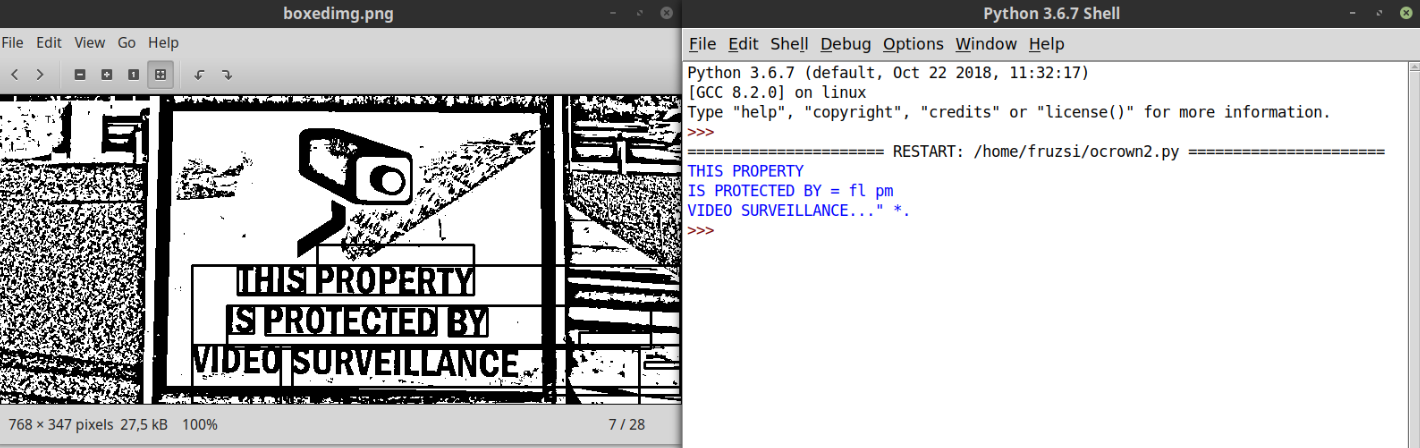 boxedimg.png
File Edit View Go Help
THIS PROPERTY
IS PROTECTED BY
VIDEO SURVEILLANCE
768 × 347 pixels 27,5 kB 100% 7 / 28
Python 3.6.7 Shell
File Edit Shell Debug Options Window Help
Python 3.6.7 (default, Oct 22 2018, 11:32:17)
[GCC 8.2.0] on linux
Type "help", "copyright", "credits" or "license()" for more information.
>>>
====================== RESTART: /home/fruzsi/ocrown2.py ======================
THIS PROPERTY
IS PROTECTED BY = fl pm
VIDEO SURVEILLANCE..." *.
>>>